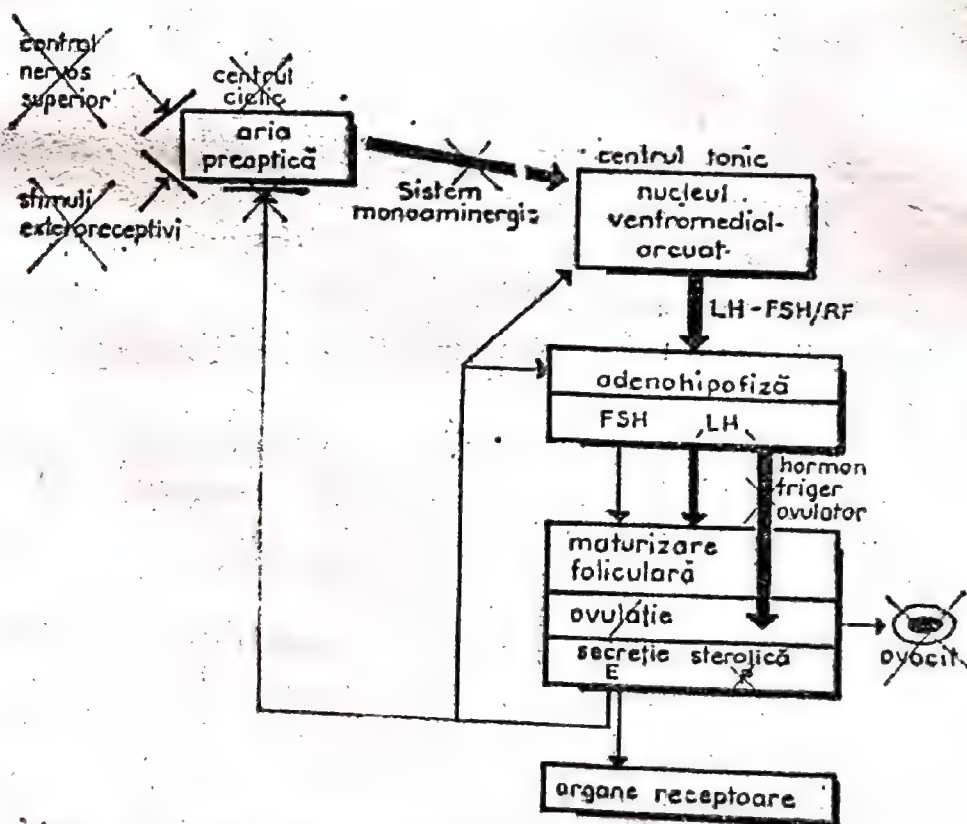 control
nervos
superior
centrul
ciclic
aria
preoptică
stimuli
exteroreceptivi
Sistem
monoaminergic
centrul tonic
nucleul
ventromedial-
arcuat
LH-FSH/RF
adenohipofiză
FSH LH
hormon
triger
ovulator
maturizare
foliculară
ovulație
secreție sterolică
E
ovocit
organe receptoare